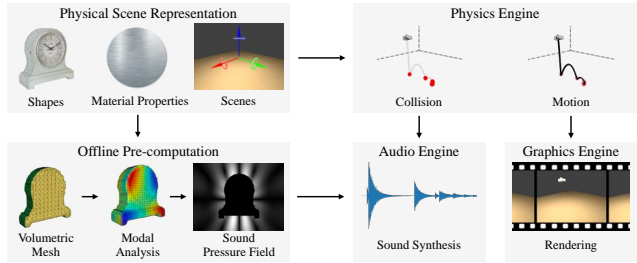 Physical Scene Representation
Shapes
Material Properties
Scenes
Physics Engine
Collision
Motion
Offline Pre-computation
Volumetric
Mesh
Modal
Analysis
Sound
Pressure Field
Audio Engine
Sound Synthesis
Graphics Engine
Rendering